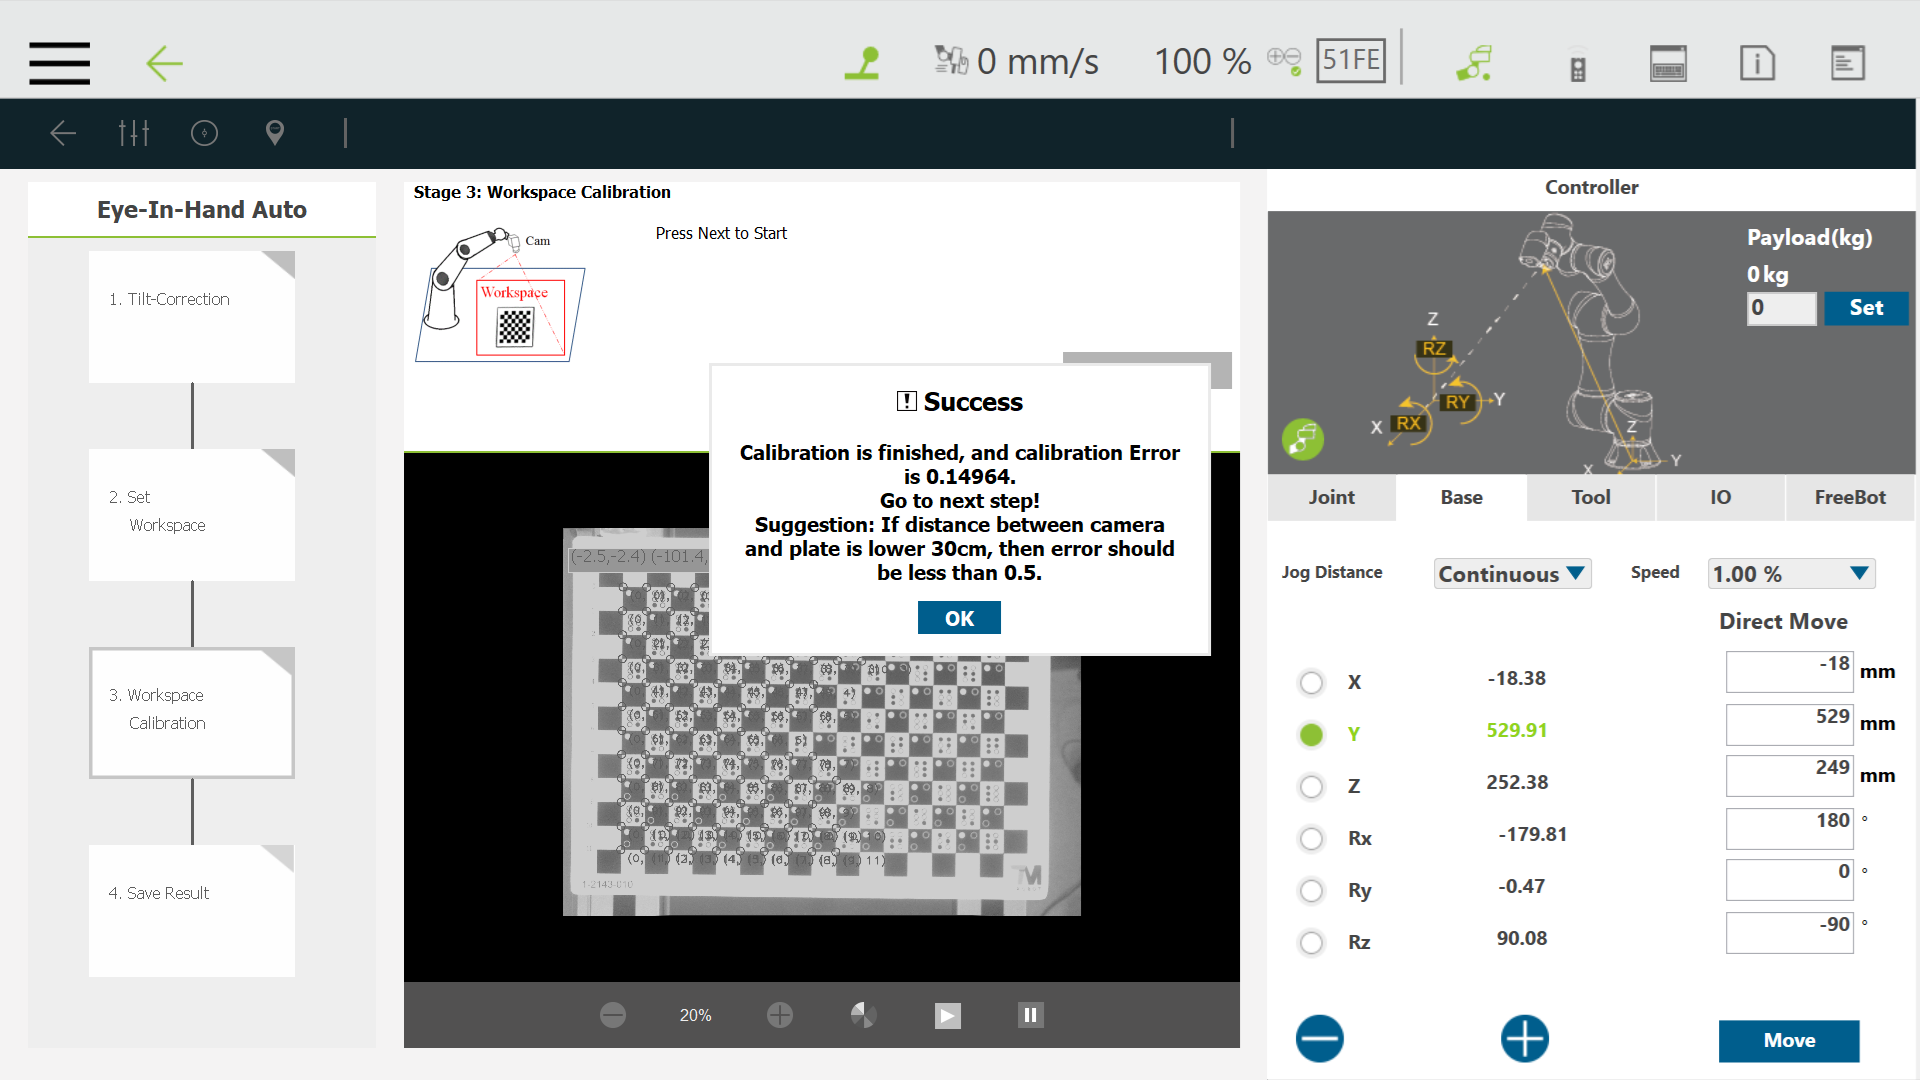 0 mm/s
100 %
51FE
Eye-In-Hand Auto
1. Tilt-Correction
2. Set
Workspace
3. Workspace
Calibration
4. Save Result
Stage 3: Workspace Calibration
Press Next to Start
Cam
Workspace
! Success
Calibration is finished, and calibration Error
is 0.14964.
Go to next step!
Suggestion: If distance between camera
and plate is lower 30cm, then error should
be less than 0.5.
OK
(-2.5,-2.4) (-101.4,
1-2143-010
TM
20%
Controller
Payload(kg)
0 kg
0
Set
Z
RZ
RY
Y
X
RX
Z
Y
X
Joint
Base
Tool
IO
FreeBot
Jog Distance
Continuous
Speed
1.00 %
Direct Move
X
-18.38
-18
mm
Y
529.91
529
mm
Z
252.38
249
mm
Rx
-179.81
180
°
Ry
-0.47
0
°
Rz
90.08
-90
°
Move